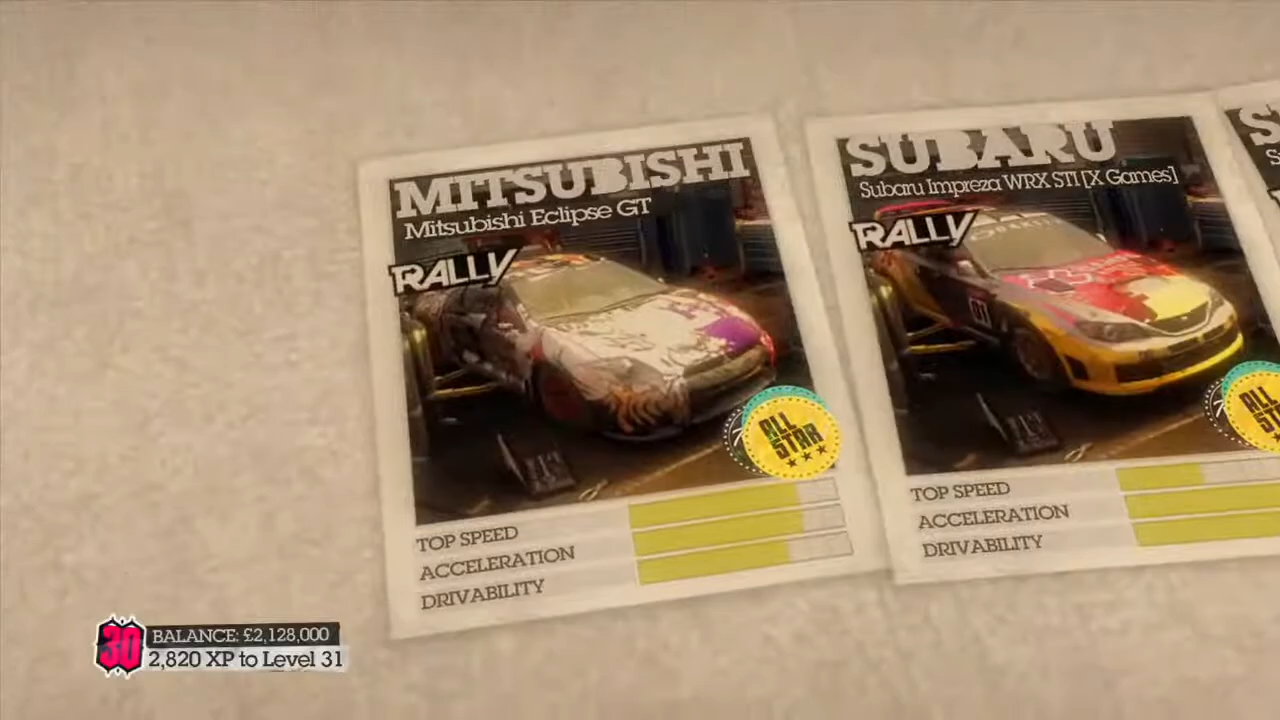 MITSUBISHI
Mitsubishi Eclipse GT
RALLY
ALL
STAR
TOP SPEED
ACCELERATION
DRIVABILITY
SUBARU
Subaru Impreza WRX STI [X Games]
RALLY
81
ALL
TOP SPEED
ACCELERATION
DRIVABILITY
30
BALANCE: £2,128,000
2,820 XP to Level 31